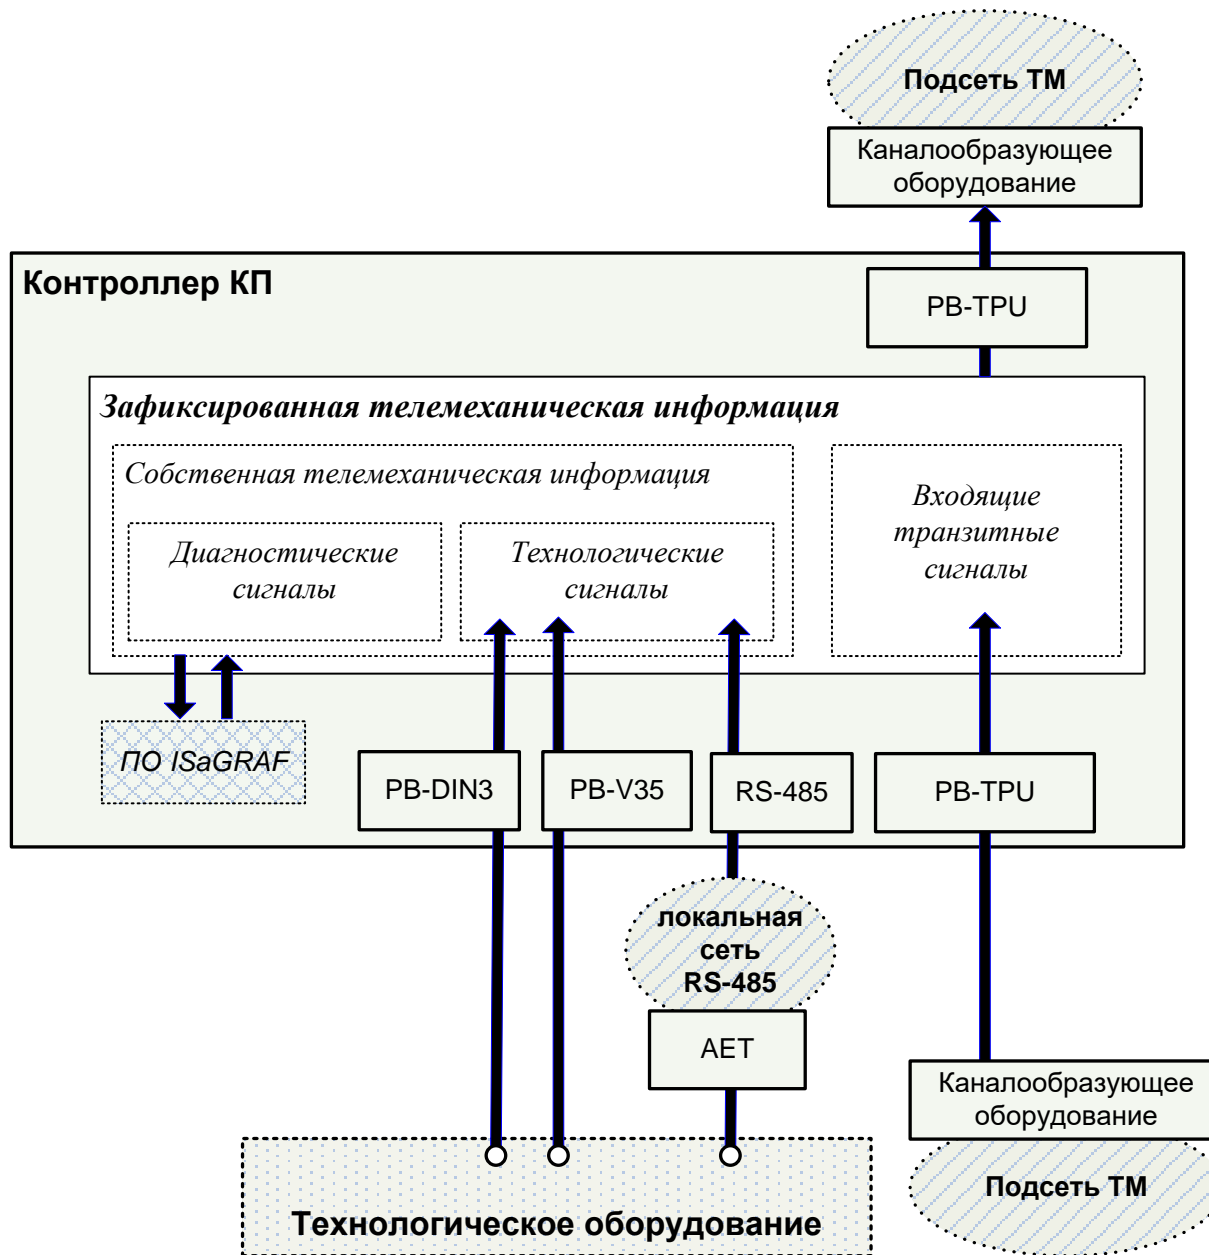 Подсеть ТМ
Каналообразующее
оборудование
Контроллер КП
PB-TPU
Зафиксированная телемеханическая информация
Собственная телемеханическая информация
Диагностические
сигналы
Технологические
сигналы
Входящие
транзитные
сигналы
ПО ISaGRAF
PB-DIN3
PB-V35
RS-485
PB-TPU
локальная
сеть
RS-485
АЕТ
Каналообразующее
оборудование
Подсеть ТМ
Технологическое оборудование